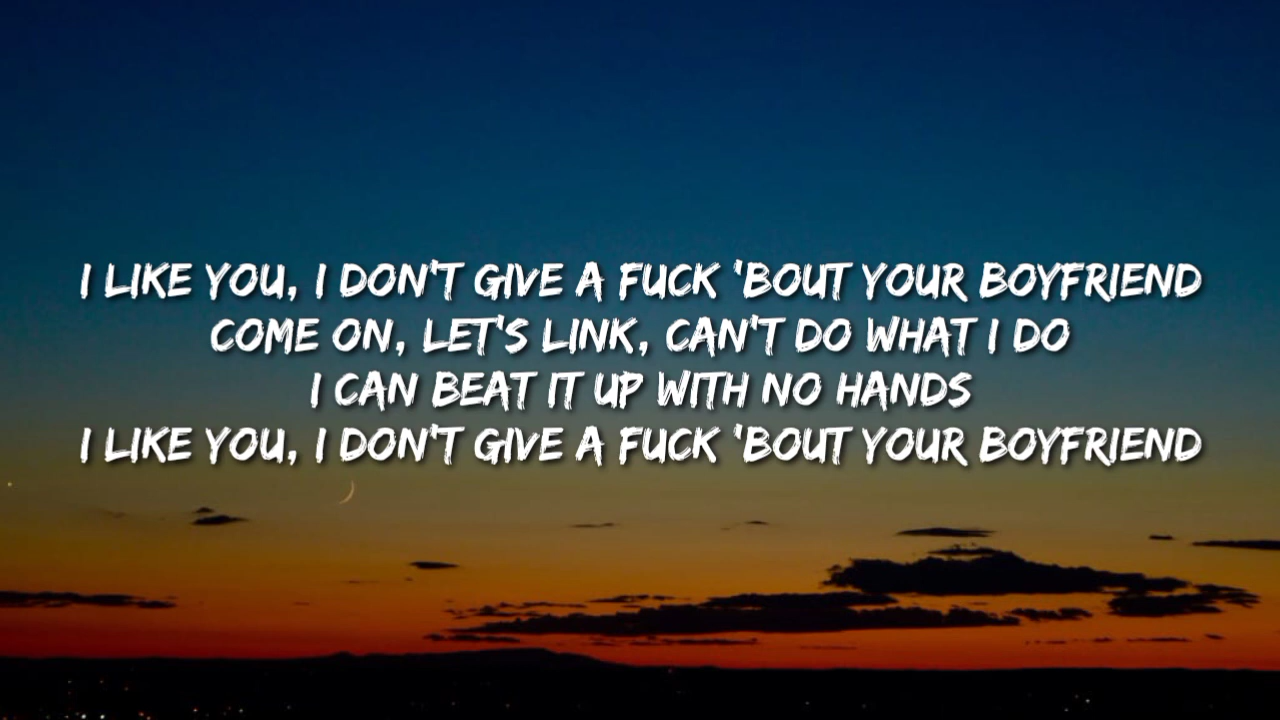 I LIKE YOU, I DON'T GIVE A FUCK 'BOUT YOUR BOYFRIEND
COME ON, LET'S LINK, CAN'T DO WHAT I DO
I CAN BEAT IT UP WITH NO HANDS
I LIKE YOU, I DON'T GIVE A FUCK 'BOUT YOUR BOYFRIEND